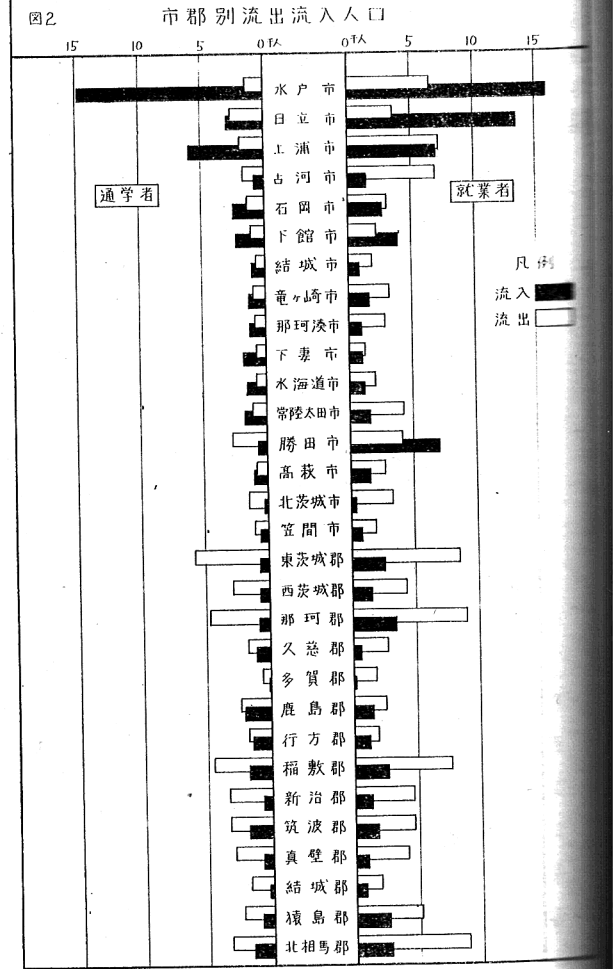 図2
市郡別流出流入人口
15 10 5 0千人 0千人 5 10 15
水戸市
日立市
土浦市
古河市
通学者
就業者
石岡市
下館市
結城市
凡例
竜ヶ崎市
流入
那珂湊市
流出
下妻市
水海道市
常陸太田市
勝田市
高萩市
北茨城市
笠間市
東茨城郡
西茨城郡
那珂郡
久慈郡
多賀郡
鹿島郡
行方郡
稲敷郡
新治郡
筑波郡
真壁郡
結城郡
猿島郡
北相馬郡